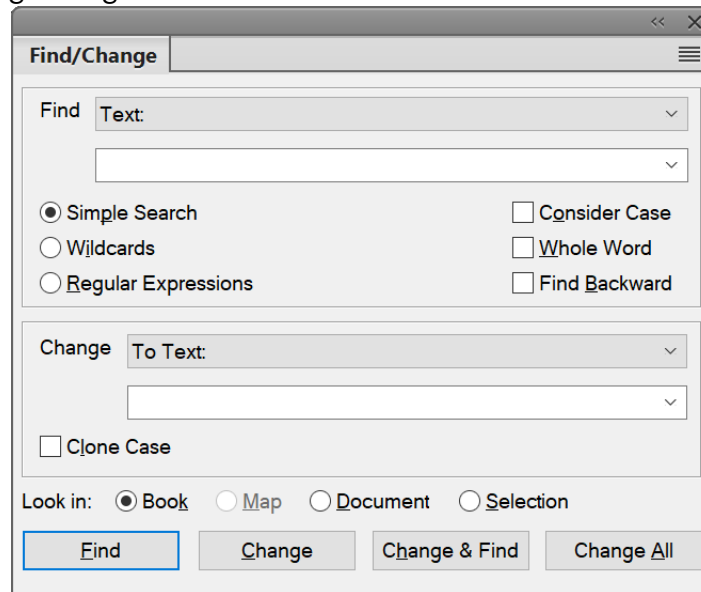 Find/Change
Find Text:
Simple Search Consider Case
Wildcards Whole Word
Regular Expressions Find Backward
Change To Text:
Clone Case
Look in: Book Map Document Selection
Find Change Change & Find Change All